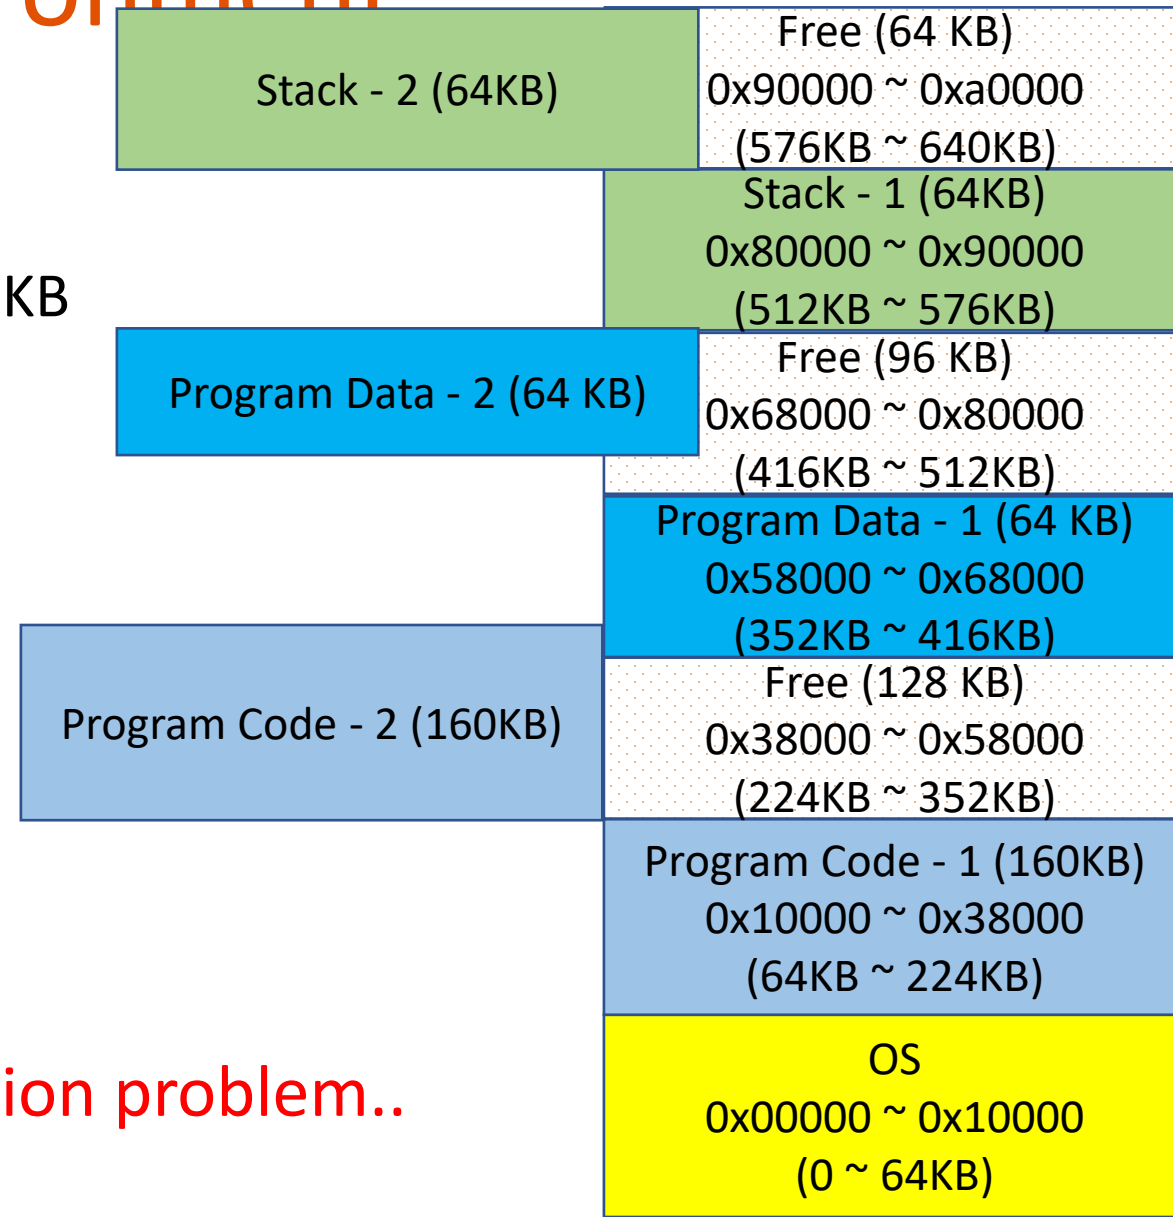 Stack - 2 (64KB)
Free (64 KB)
0x90000 ~ 0xa0000
(576KB ~ 640KB)
Stack - 1 (64KB)
0x80000 ~ 0x90000
(512KB ~ 576KB)
KB
Program Data - 2 (64 KB)
Free (96 KB)
0x68000 ~ 0x80000
(416KB ~ 512KB)
Program Data - 1 (64 KB)
0x58000 ~ 0x68000
(352KB ~ 416KB)
Program Code - 2 (160KB)
Free (128 KB)
0x38000 ~ 0x58000
(224KB ~ 352KB)
Program Code - 1 (160KB)
0x10000 ~ 0x38000
(64KB ~ 224KB)
ion problem..
OS
0x00000 ~ 0x10000
(0 ~ 64KB)